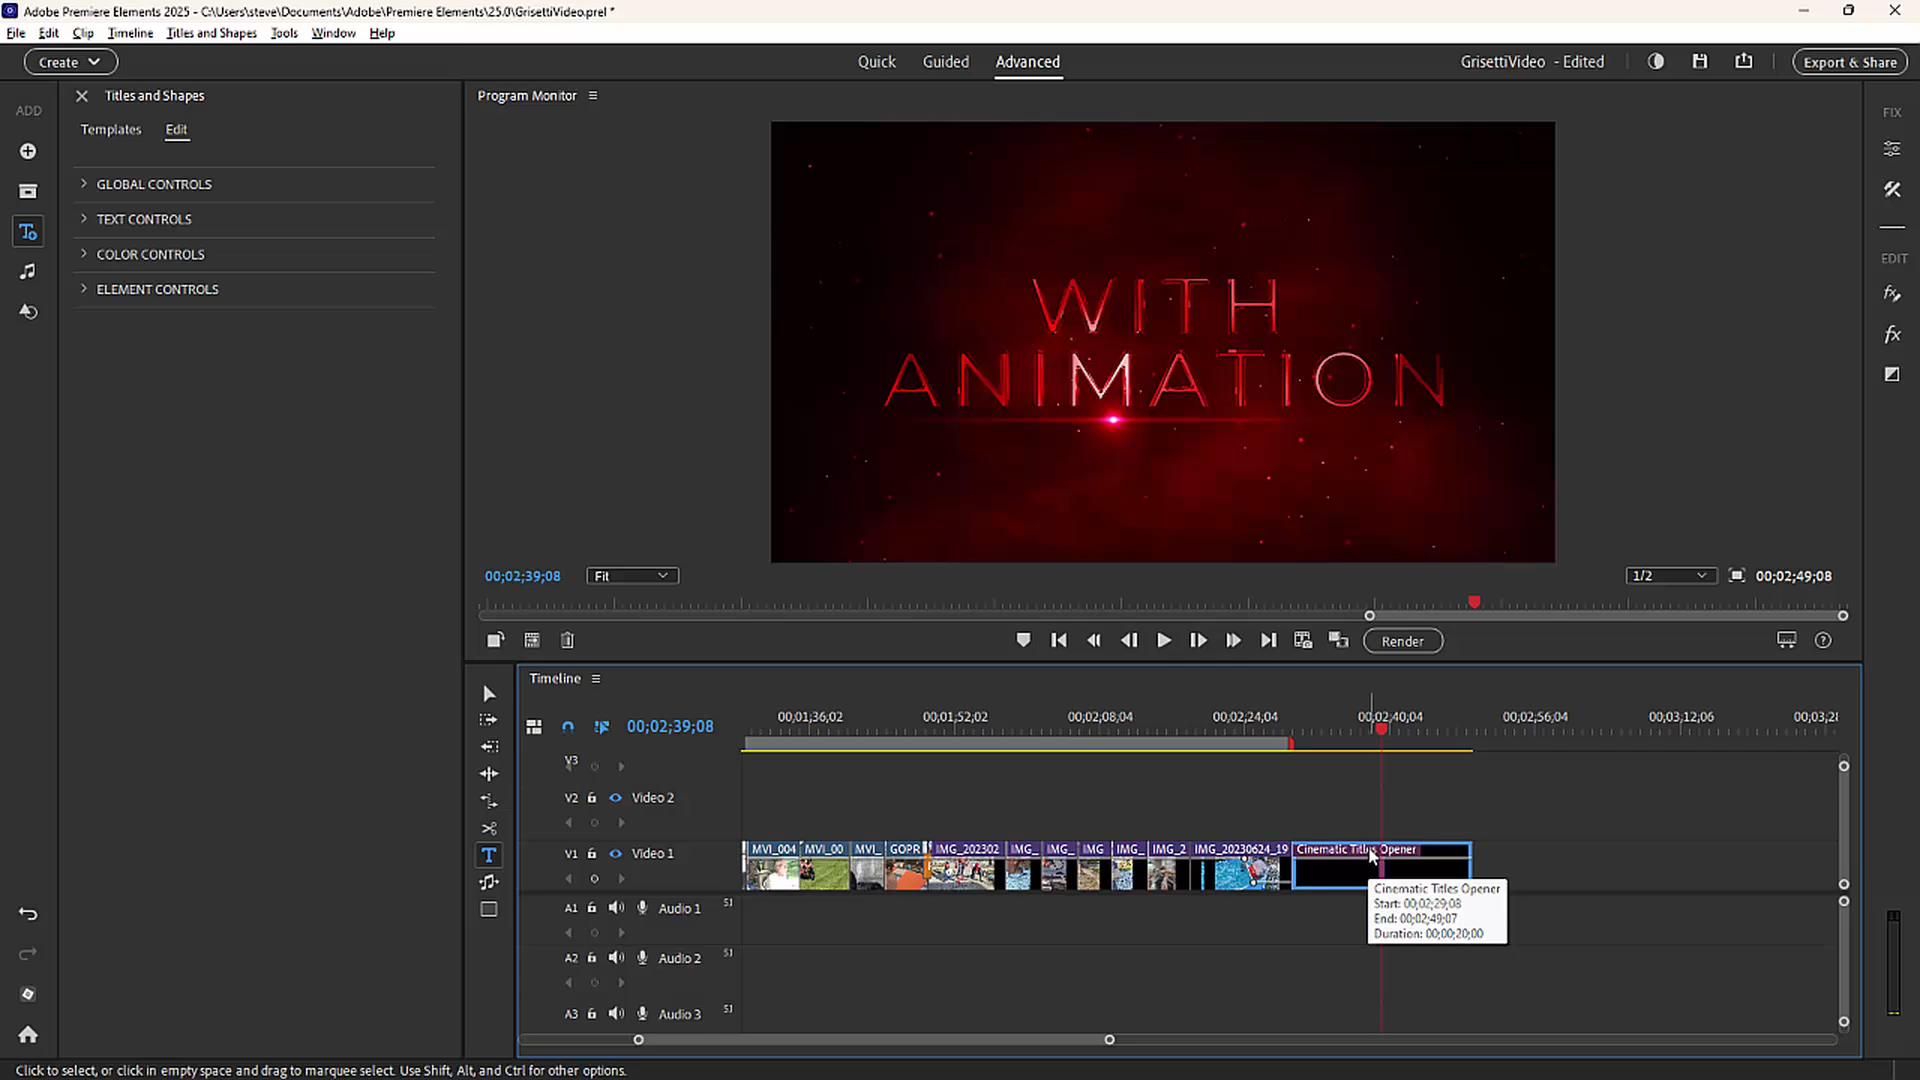 Adobe Premiere Elements 2025 - C:\Users\steve\Documents\Adobe\Premiere Elements\25.0\GrisettiVideo.prel *
File Edit Clip Timeline Titles and Shapes Tools Window Help
Create
Quick Guided Advanced
GrisettiVideo - Edited
Export & Share
ADD
Titles and Shapes
Templates Edit
GLOBAL CONTROLS
TEXT CONTROLS
COLOR CONTROLS
ELEMENT CONTROLS
Program Monitor
WITH
ANIMATION
FIX
EDIT
00;02;39;08 Fit 1/2 00;02;49;08
Render
Timeline
00;02;39;08
00;01;36;02 00;01;52;02 00;02;08;04 00;02;24;04 00;02;40;04 00;02;56;04 00;03;12;06
V3
V2 Video 2
V1 Video 1
MVI_004 MVI_00 MVI_ GOPR IMG_202302 IMG_ IMG_ IMG IMG_ IMG_2 IMG_20230624_19 Cinematic Titles Opener
Cinematic Titles Opener
Start: 00;02;29;08
End: 00;02;49;07
Duration: 00;00;20;00
A1 Audio 1
A2 Audio 2
A3 Audio 3
Click to select, or click in empty space and drag to marquee select. Use Shift, Alt, and Ctrl for other options.